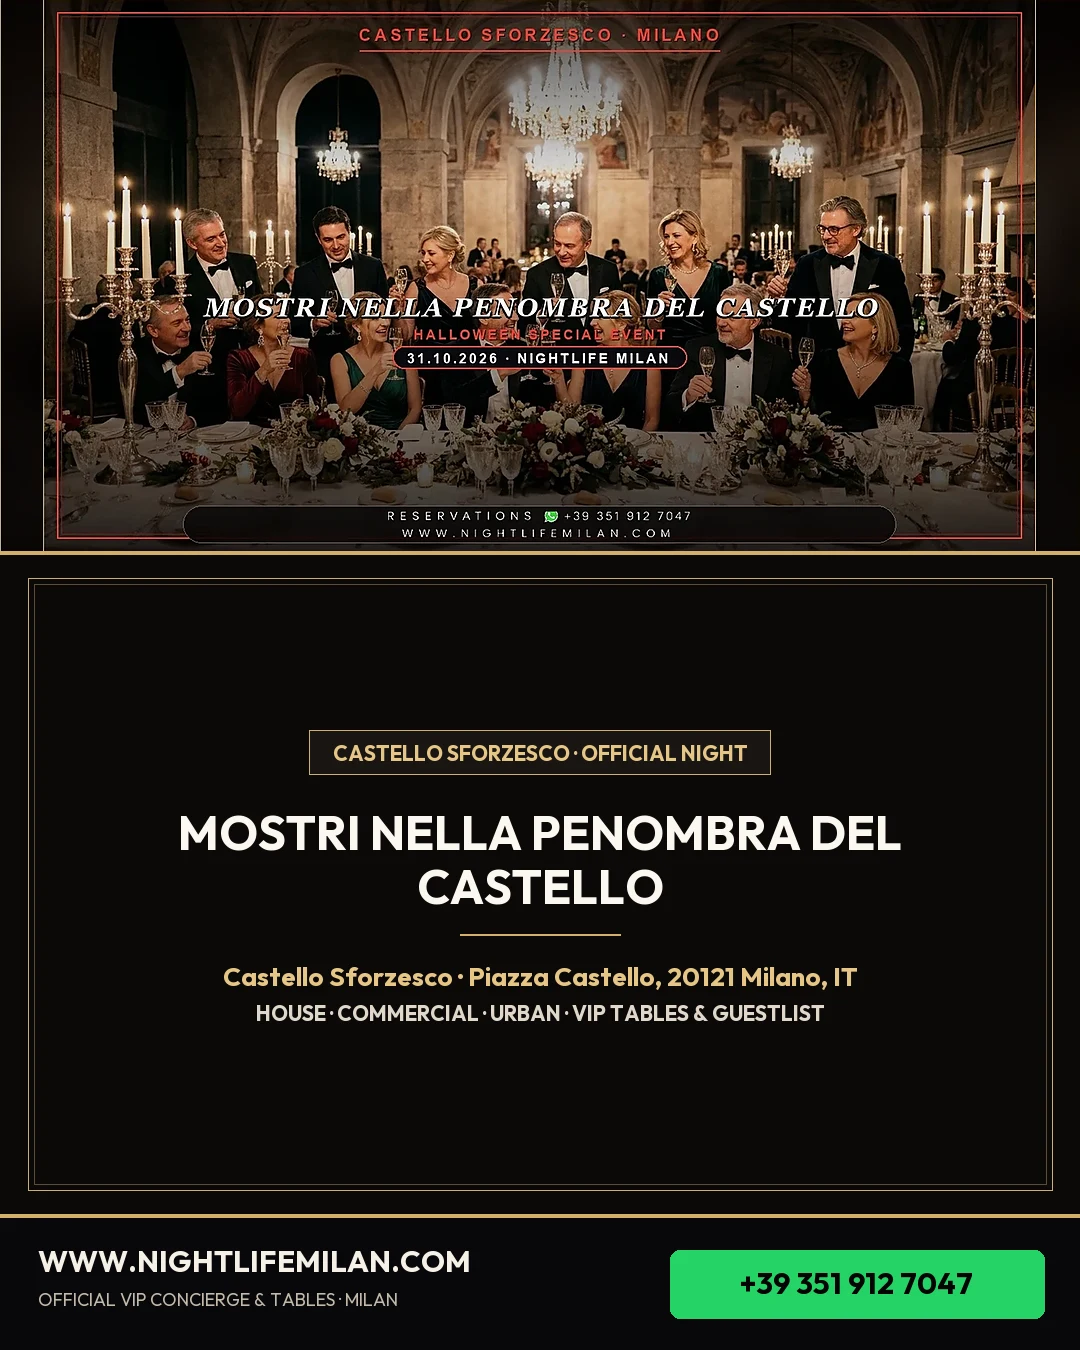 CASTELLO SFORZESCO · MILANO
MOSTRI NELLA PENOMBRA DEL CASTELLO
HALLOWEEN SPECIAL EVENT
31.10.2026 · NIGHTLIFE MILAN
RESERVATIONS +39 351 912 7047
WWW.NIGHTLIFEMILAN.COM
CASTELLO SFORZESCO · OFFICIAL NIGHT
MOSTRI NELLA PENOMBRA DEL
CASTELLO
Castello Sforzesco · Piazza Castello, 20121 Milano, IT
HOUSE · COMMERCIAL · URBAN · VIP TABLES & GUESTLIST
WWW.NIGHTLIFEMILAN.COM
OFFICIAL VIP CONCIERGE & TABLES · MILAN
+39 351 912 7047